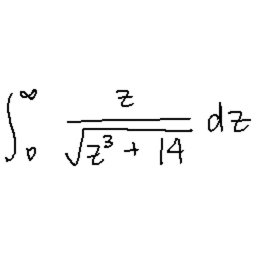 ∫₀^∞ z / √(z³ + 14) dz